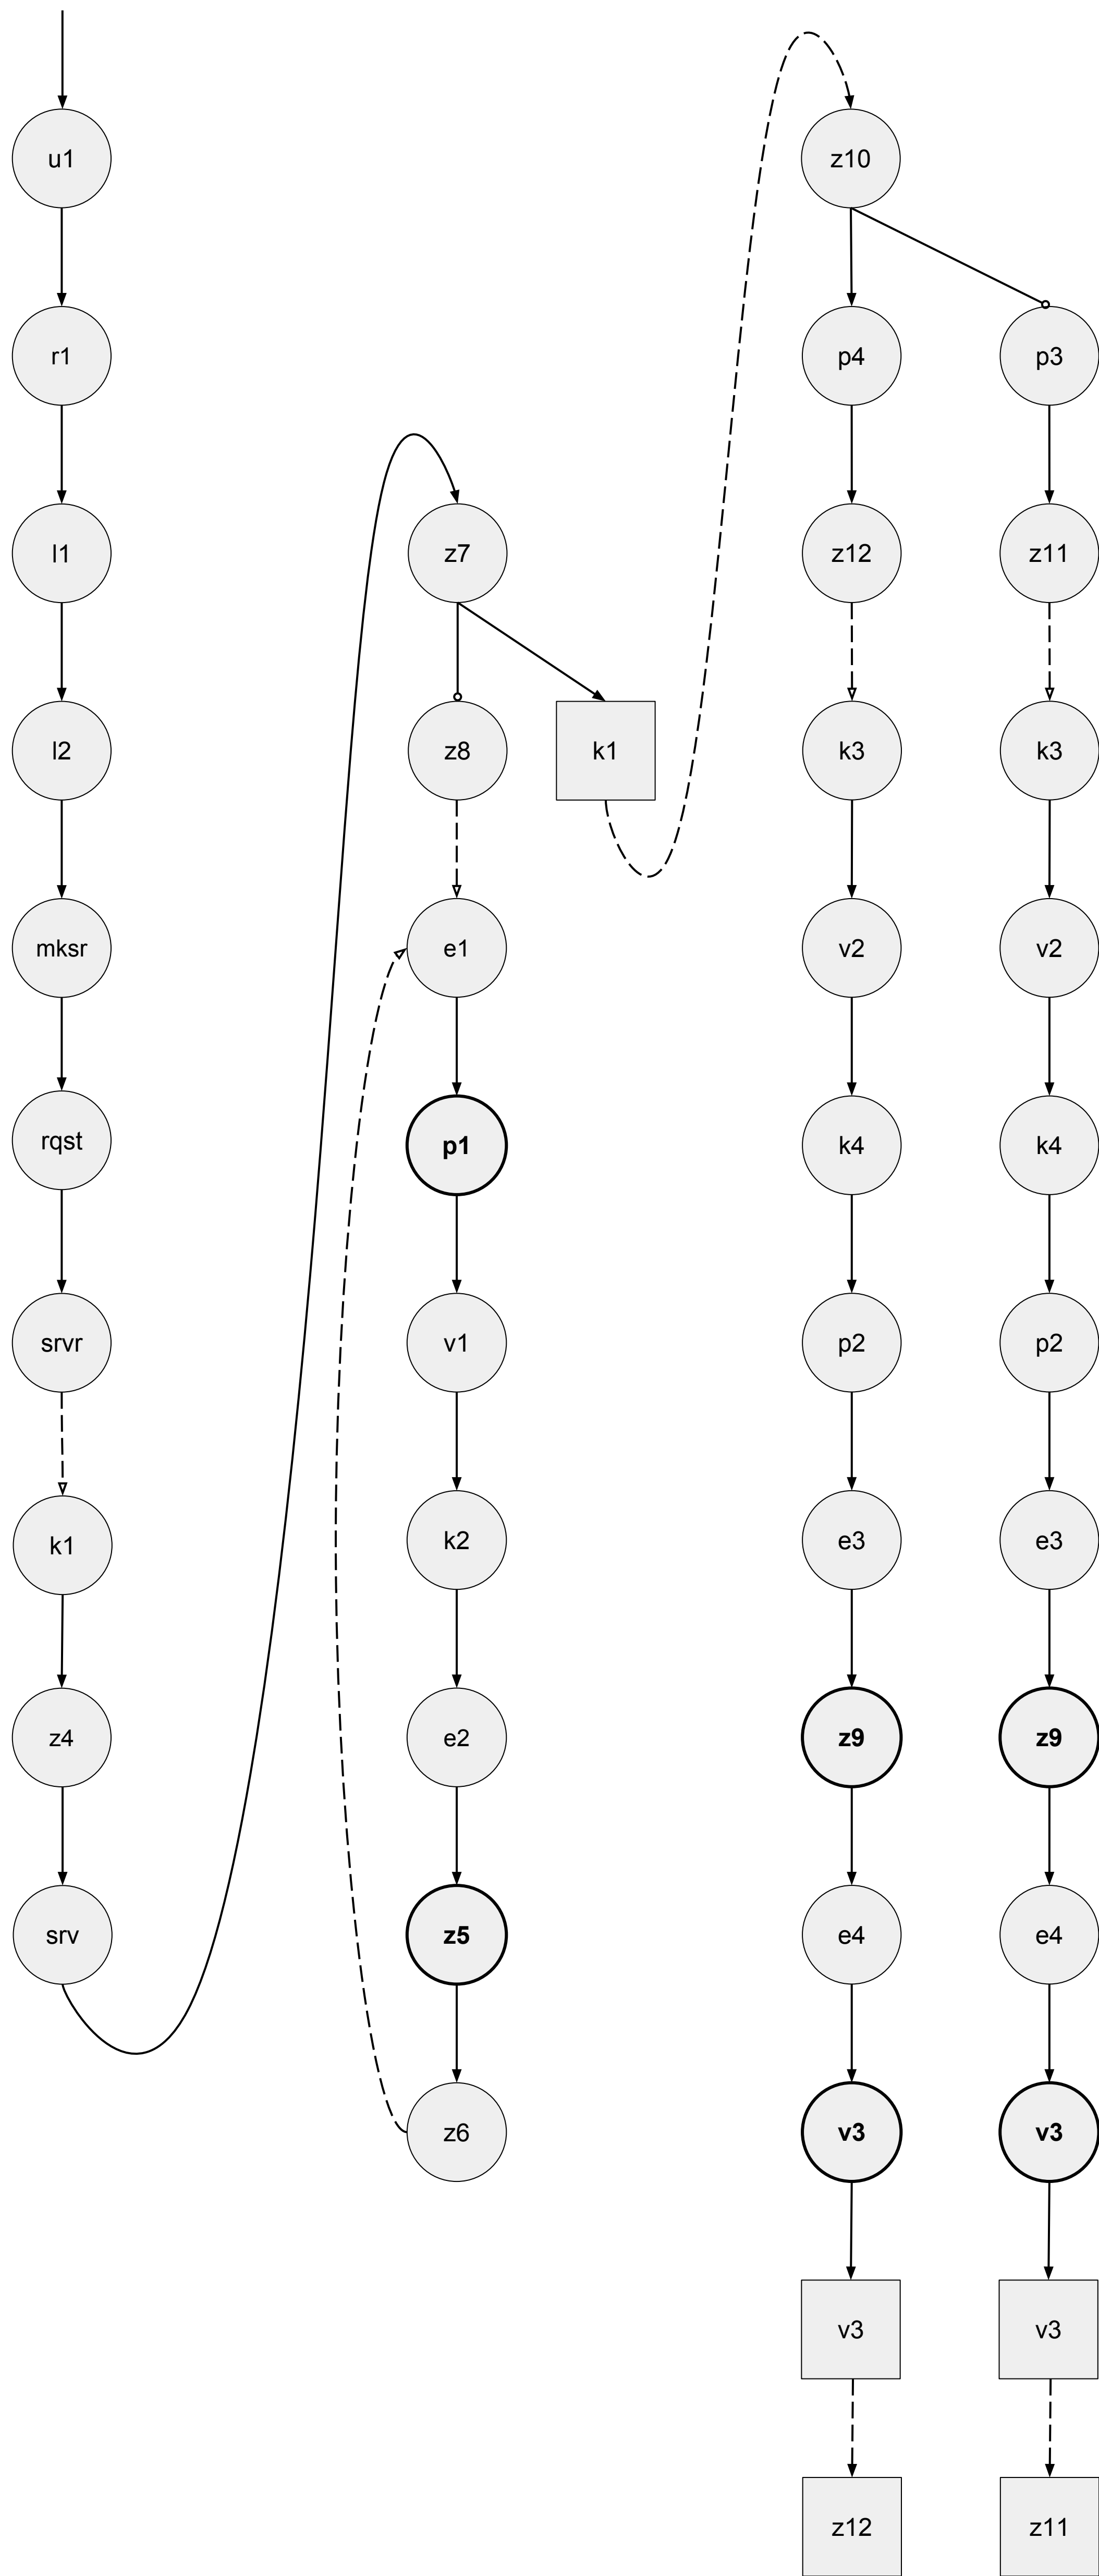 u1
r1
l1
l2
mksr
rqst
srvr
k1
z4
srv
z7
z8
k1
e1
p1
v1
k2
e2
z5
z6
z10
p4
z12
k3
v2
k4
p2
e3
z9
e4
v3
v3
z12
p3
z11
k3
v2
k4
p2
e3
z9
e4
v3
v3
z11